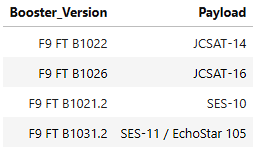 Booster_Version Payload
F9 FT B1022 JCSAT-14
F9 FT B1026 JCSAT-16
F9 FT B1021.2 SES-10
F9 FT B1031.2 SES-11 / EchoStar 105